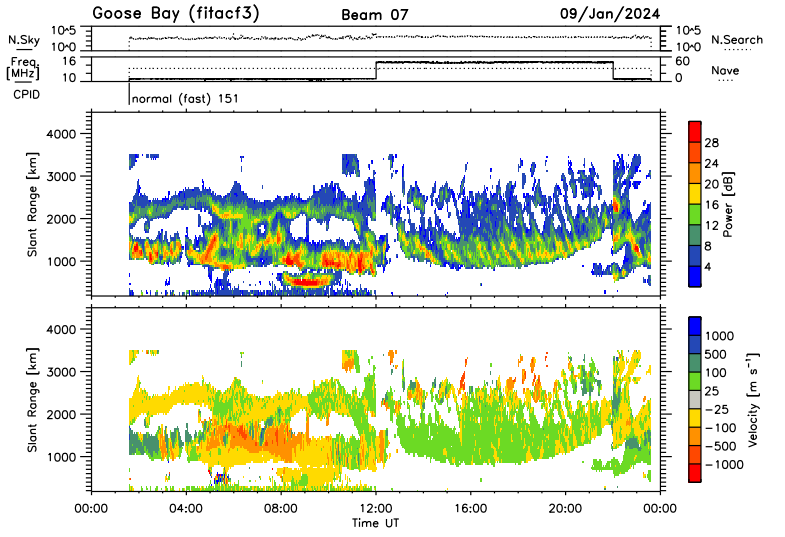 Goose Bay (fitacf3) Beam 07 09/Jan/2024
N.Sky 10^5 10^0 10^5 10^0 N.Search
Freq. [MHz] 16 10 60 0 Nave
CPID normal (fast) 151
Slant Range [km] 4000 3000 2000 1000
28 24 20 16 12 8 4 Power [dB]
Slant Range [km] 4000 3000 2000 1000
1000 500 100 25 -25 -100 -500 -1000 Velocity [m s⁻¹]
00:00 04:00 08:00 12:00 16:00 20:00 00:00
Time UT